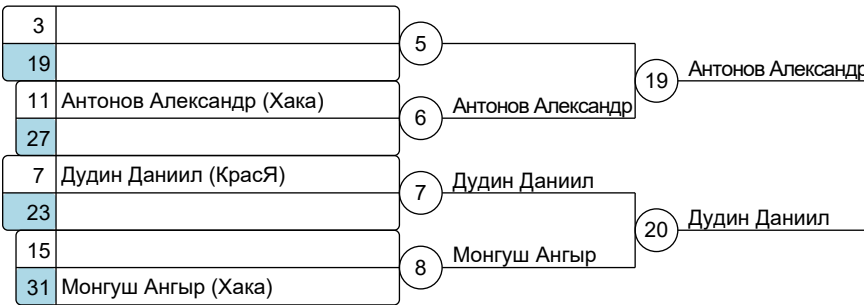 3
5
19
19 Антонов Александр
11 Антонов Александр (Хака)
6 Антонов Александр
27
7 Дудин Даниил (КрасЯ)
7 Дудин Даниил
23
20 Дудин Даниил
15
8 Монгуш Ангыр
31 Монгуш Ангыр (Хака)